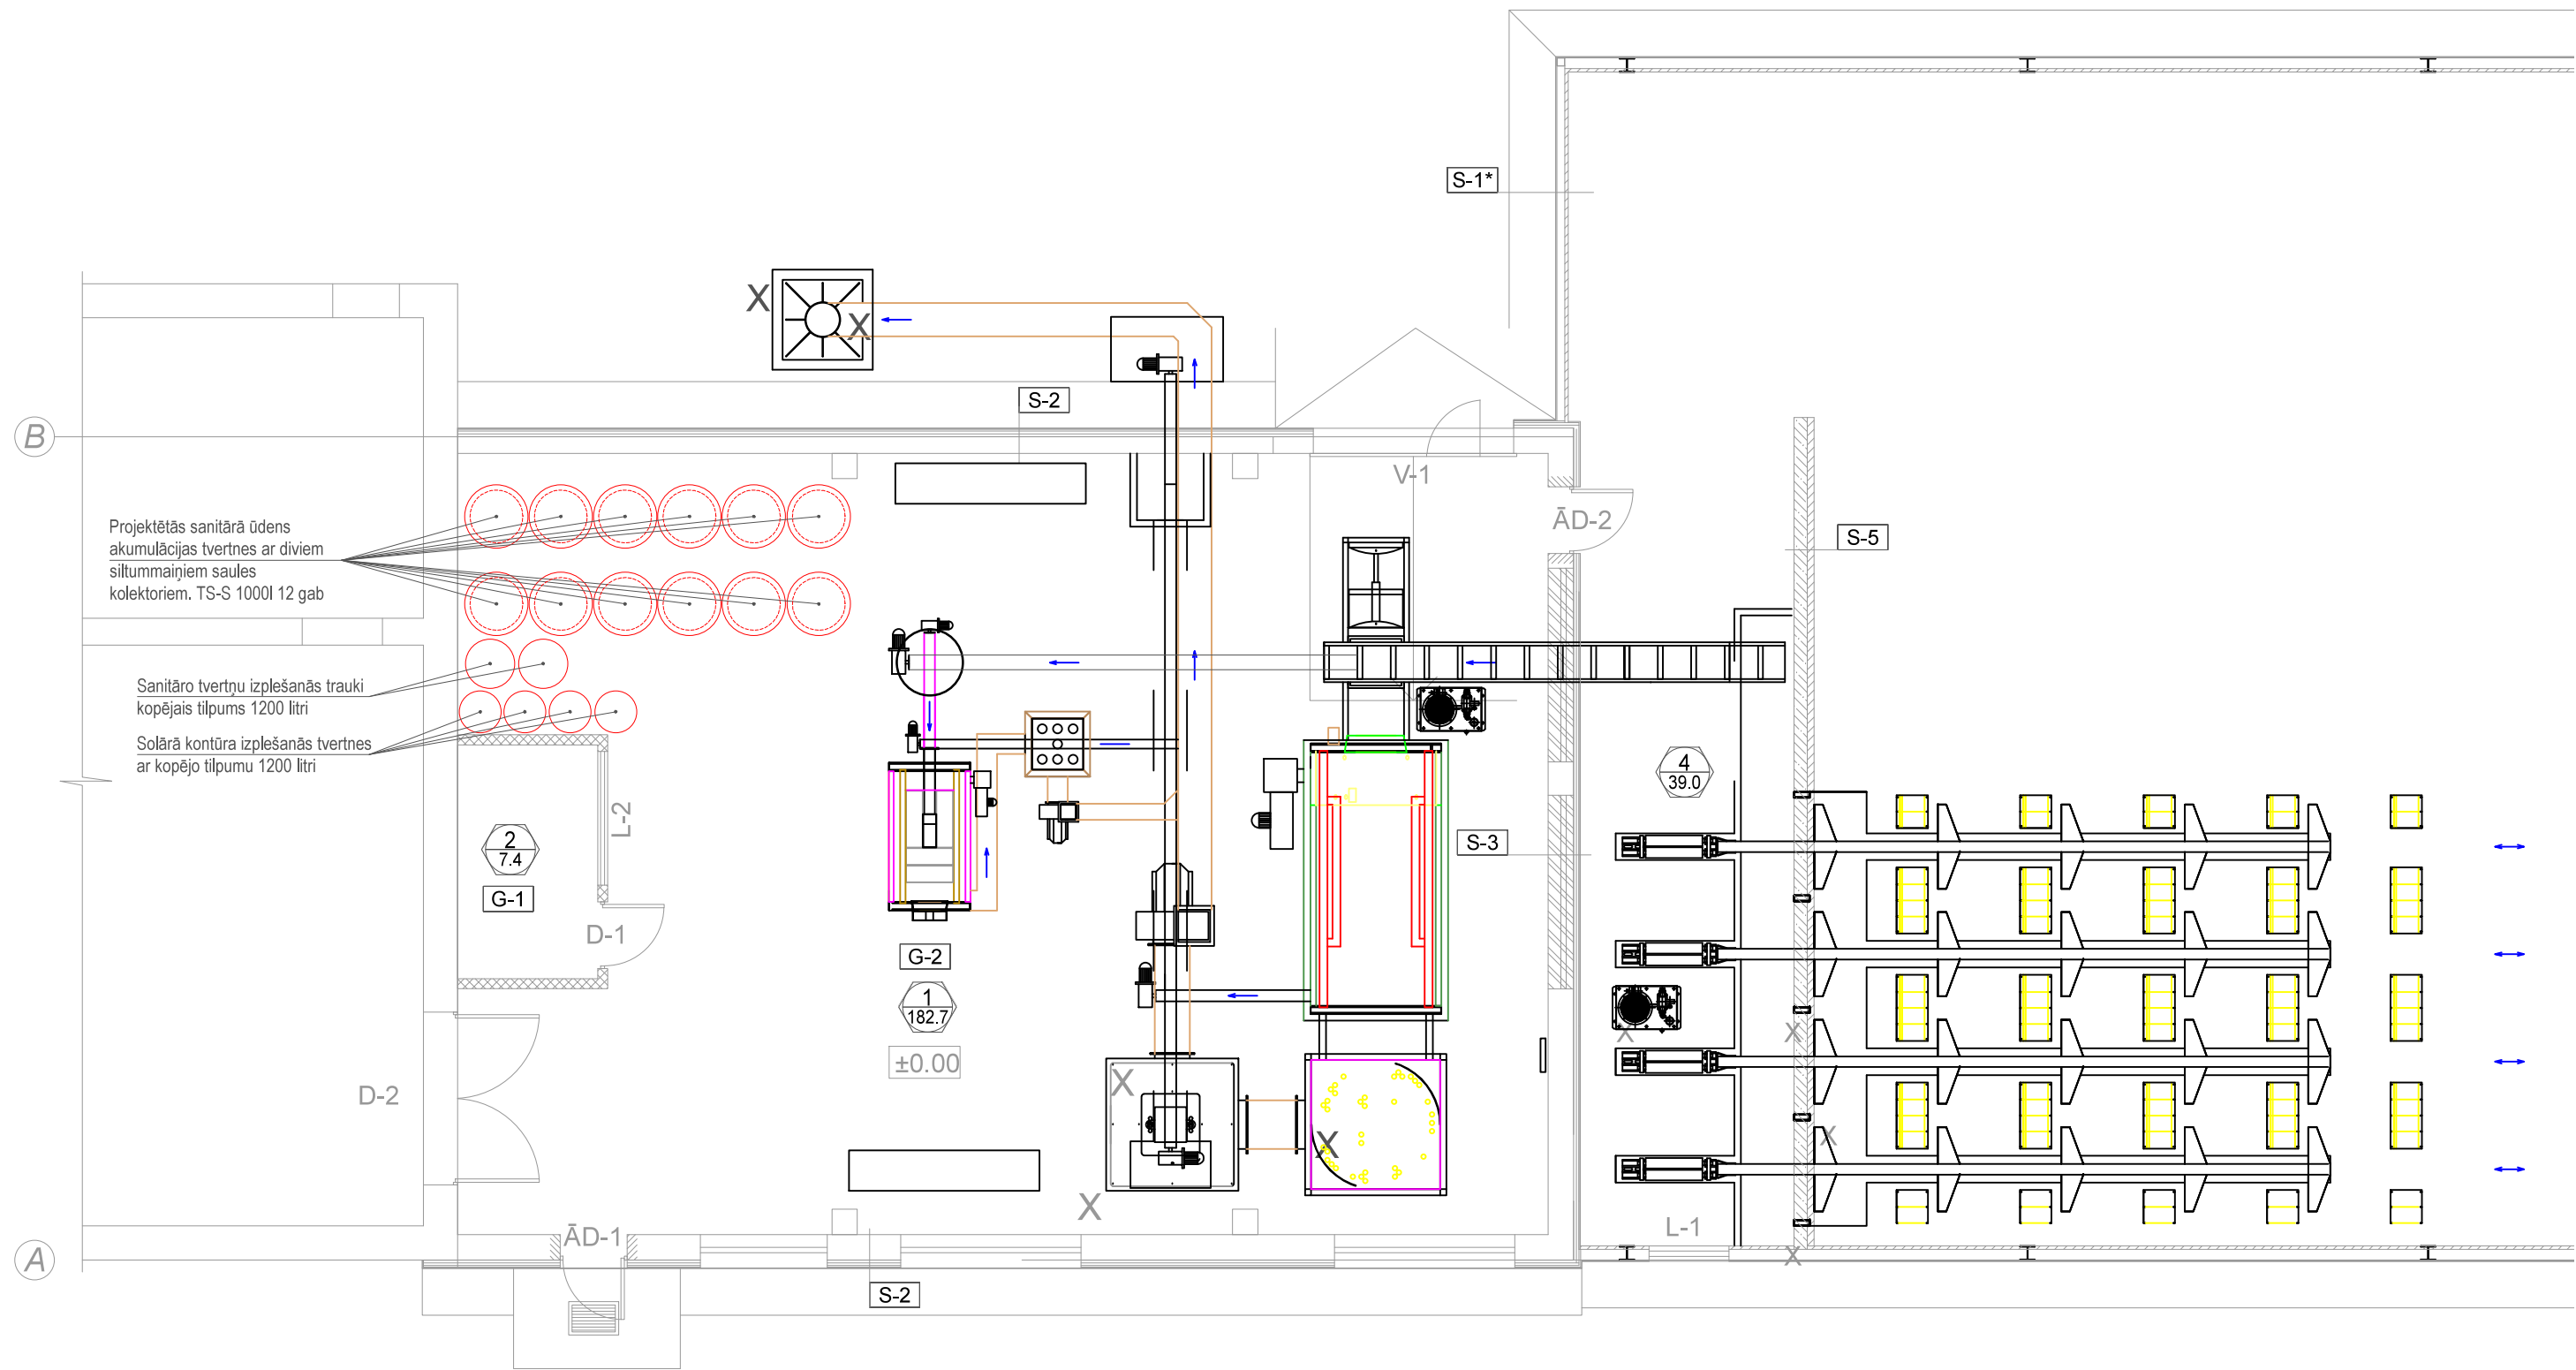 S-1*
X
X
S-2
B
V-1
ĀD-2
S-5
Projektētās sanitārā ūdens
akumulācijas tvertnes ar diviem
siltummaiņiem saules
kolektoriem. TS-S 1000l 12 gab
Sanitāro tvertņu izplešanās trauki
kopējais tilpums 1200 litri
Solārā kontūra izplešanās tvertnes
ar kopējo tilpumu 1200 litri
4
39.0
L-2
2
7.4
S-3
G-1
D-1
G-2
1
182.7
±0.00
X
X
X
D-2
X
X
X
ĀD-1
L-1
A
X
S-2